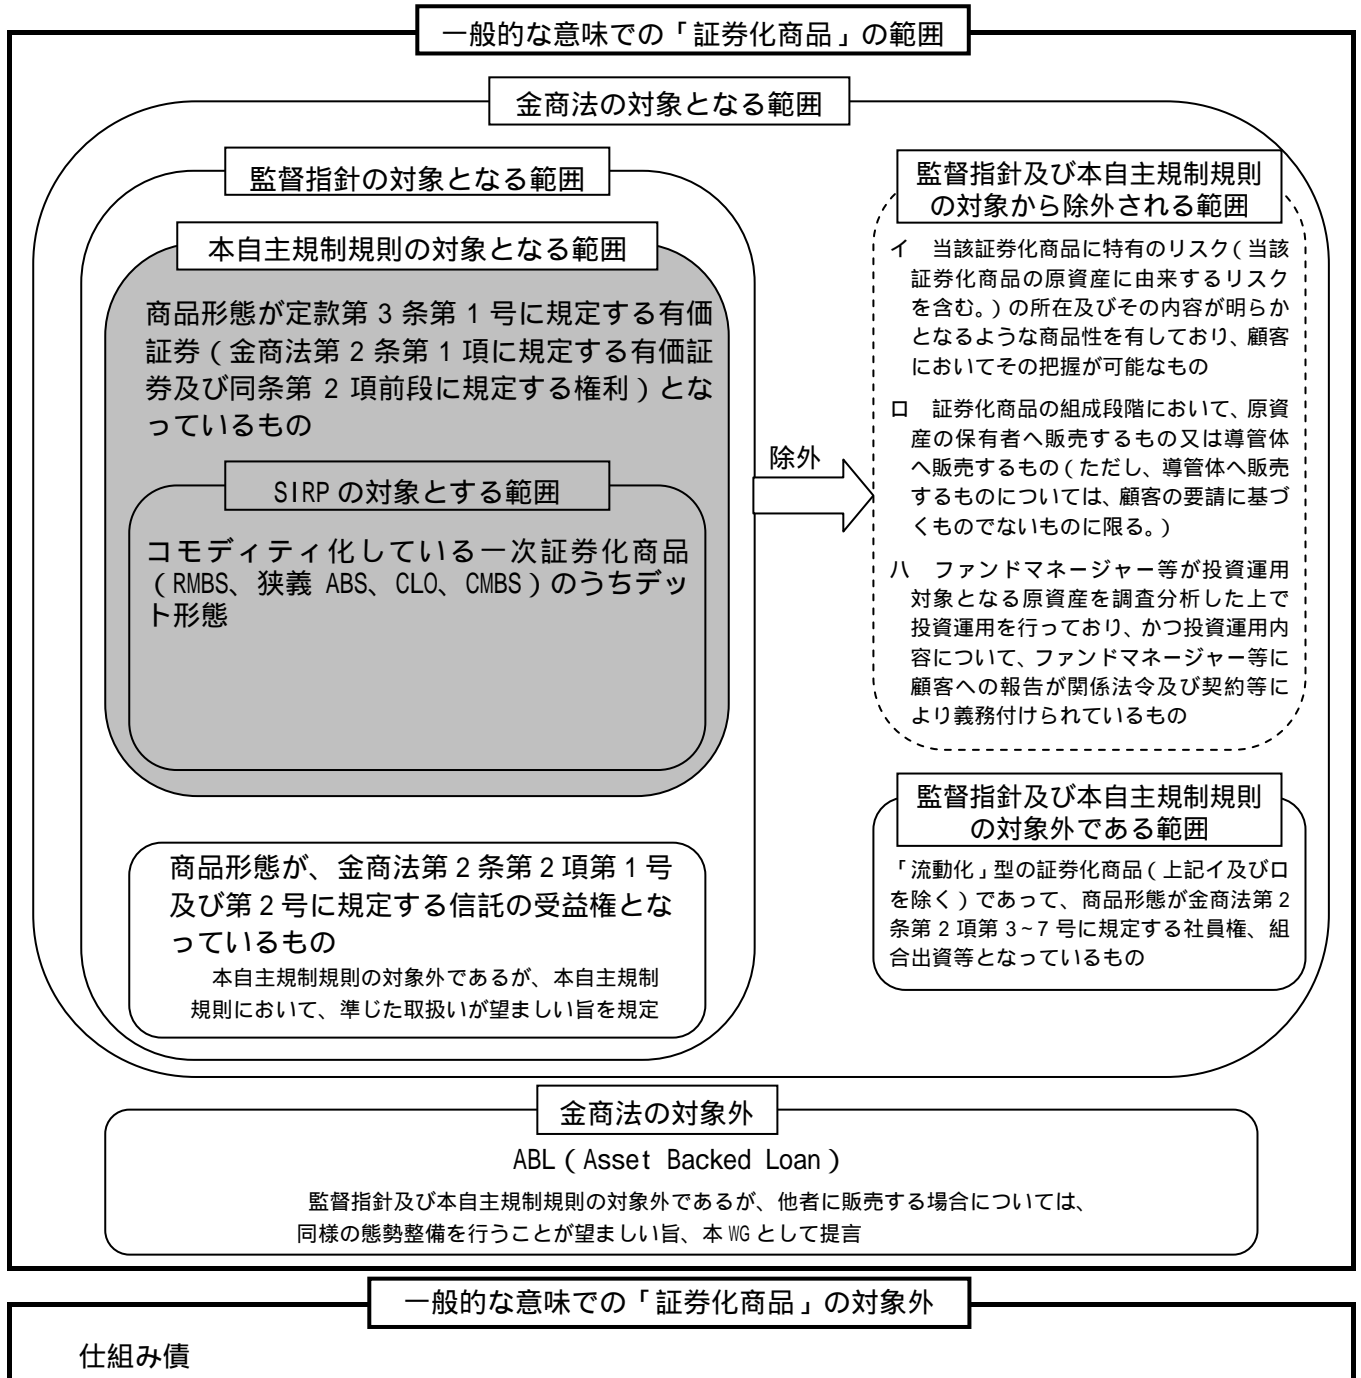 一般的な意味での「証券化商品」の範囲
金商法の対象となる範囲
監督指針の対象となる範囲
本自主規制規則の対象となる範囲
商品形態が定款第3条第1号に規定する有価
証券(金商法第2条第1項に規定する有価証
券及び同条第2項前段に規定する権利)とな
っているもの
SIRPの対象とする範囲
コモディティ化している一次証券化商品
(RMBS、狭義 ABS、CLO、CMBS)のうちデッ
ト形態
商品形態が、金商法第2条第2項第1号
及び第2号に規定する信託の受益権とな
っているもの
本自主規制規則の対象外であるが、本自主規制
規則において、準じた取扱いが望ましい旨を規定
除外
監督指針及び本自主規制規則
の対象から除外される範囲
イ 当該証券化商品に特有のリスク(当該
証券化商品の原資産に由来するリスク
を含む。)の所在及びその内容が明らか
となるような商品性を有しており、顧客
においてその把握が可能なもの
ロ 証券化商品の組成段階において、原資
産の保有者へ販売するもの又は導管体
へ販売するもの(ただし、導管体へ販売
するものについては、顧客の要請に基づ
くものでないものに限る。)
ハ ファンドマネージャー等が投資運用
対象となる原資産を調査分析した上で
投資運用を行っており、かつ投資運用内
容について、ファンドマネージャー等に
顧客への報告が関係法令及び契約等に
より義務付けられているもの
監督指針及び本自主規制規則
の対象外である範囲
「流動化」型の証券化商品(上記イ及びロ
を除く)であって、商品形態が金商法第2
条第2項第3~7号に規定する社員権、組
合出資等となっているもの
金商法の対象外
ABL(Asset Backed Loan)
監督指針及び本自主規制規則の対象外であるが、他者に販売する場合については、
同様の態勢整備を行うことが望ましい旨、本WGとして提言
一般的な意味での「証券化商品」の対象外
仕組み債